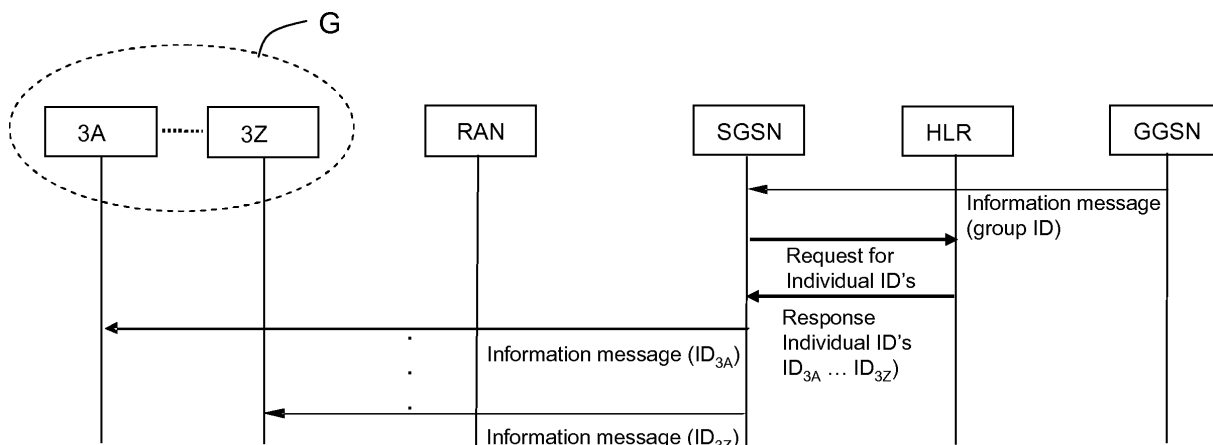 G
3A
3Z
RAN
SGSN
HLR
GGSN
Information message
(group ID)
Request for
Individual ID's
Response
Individual ID's
ID3A ... ID3Z)
Information message (ID3A)
Information message (ID3Z)